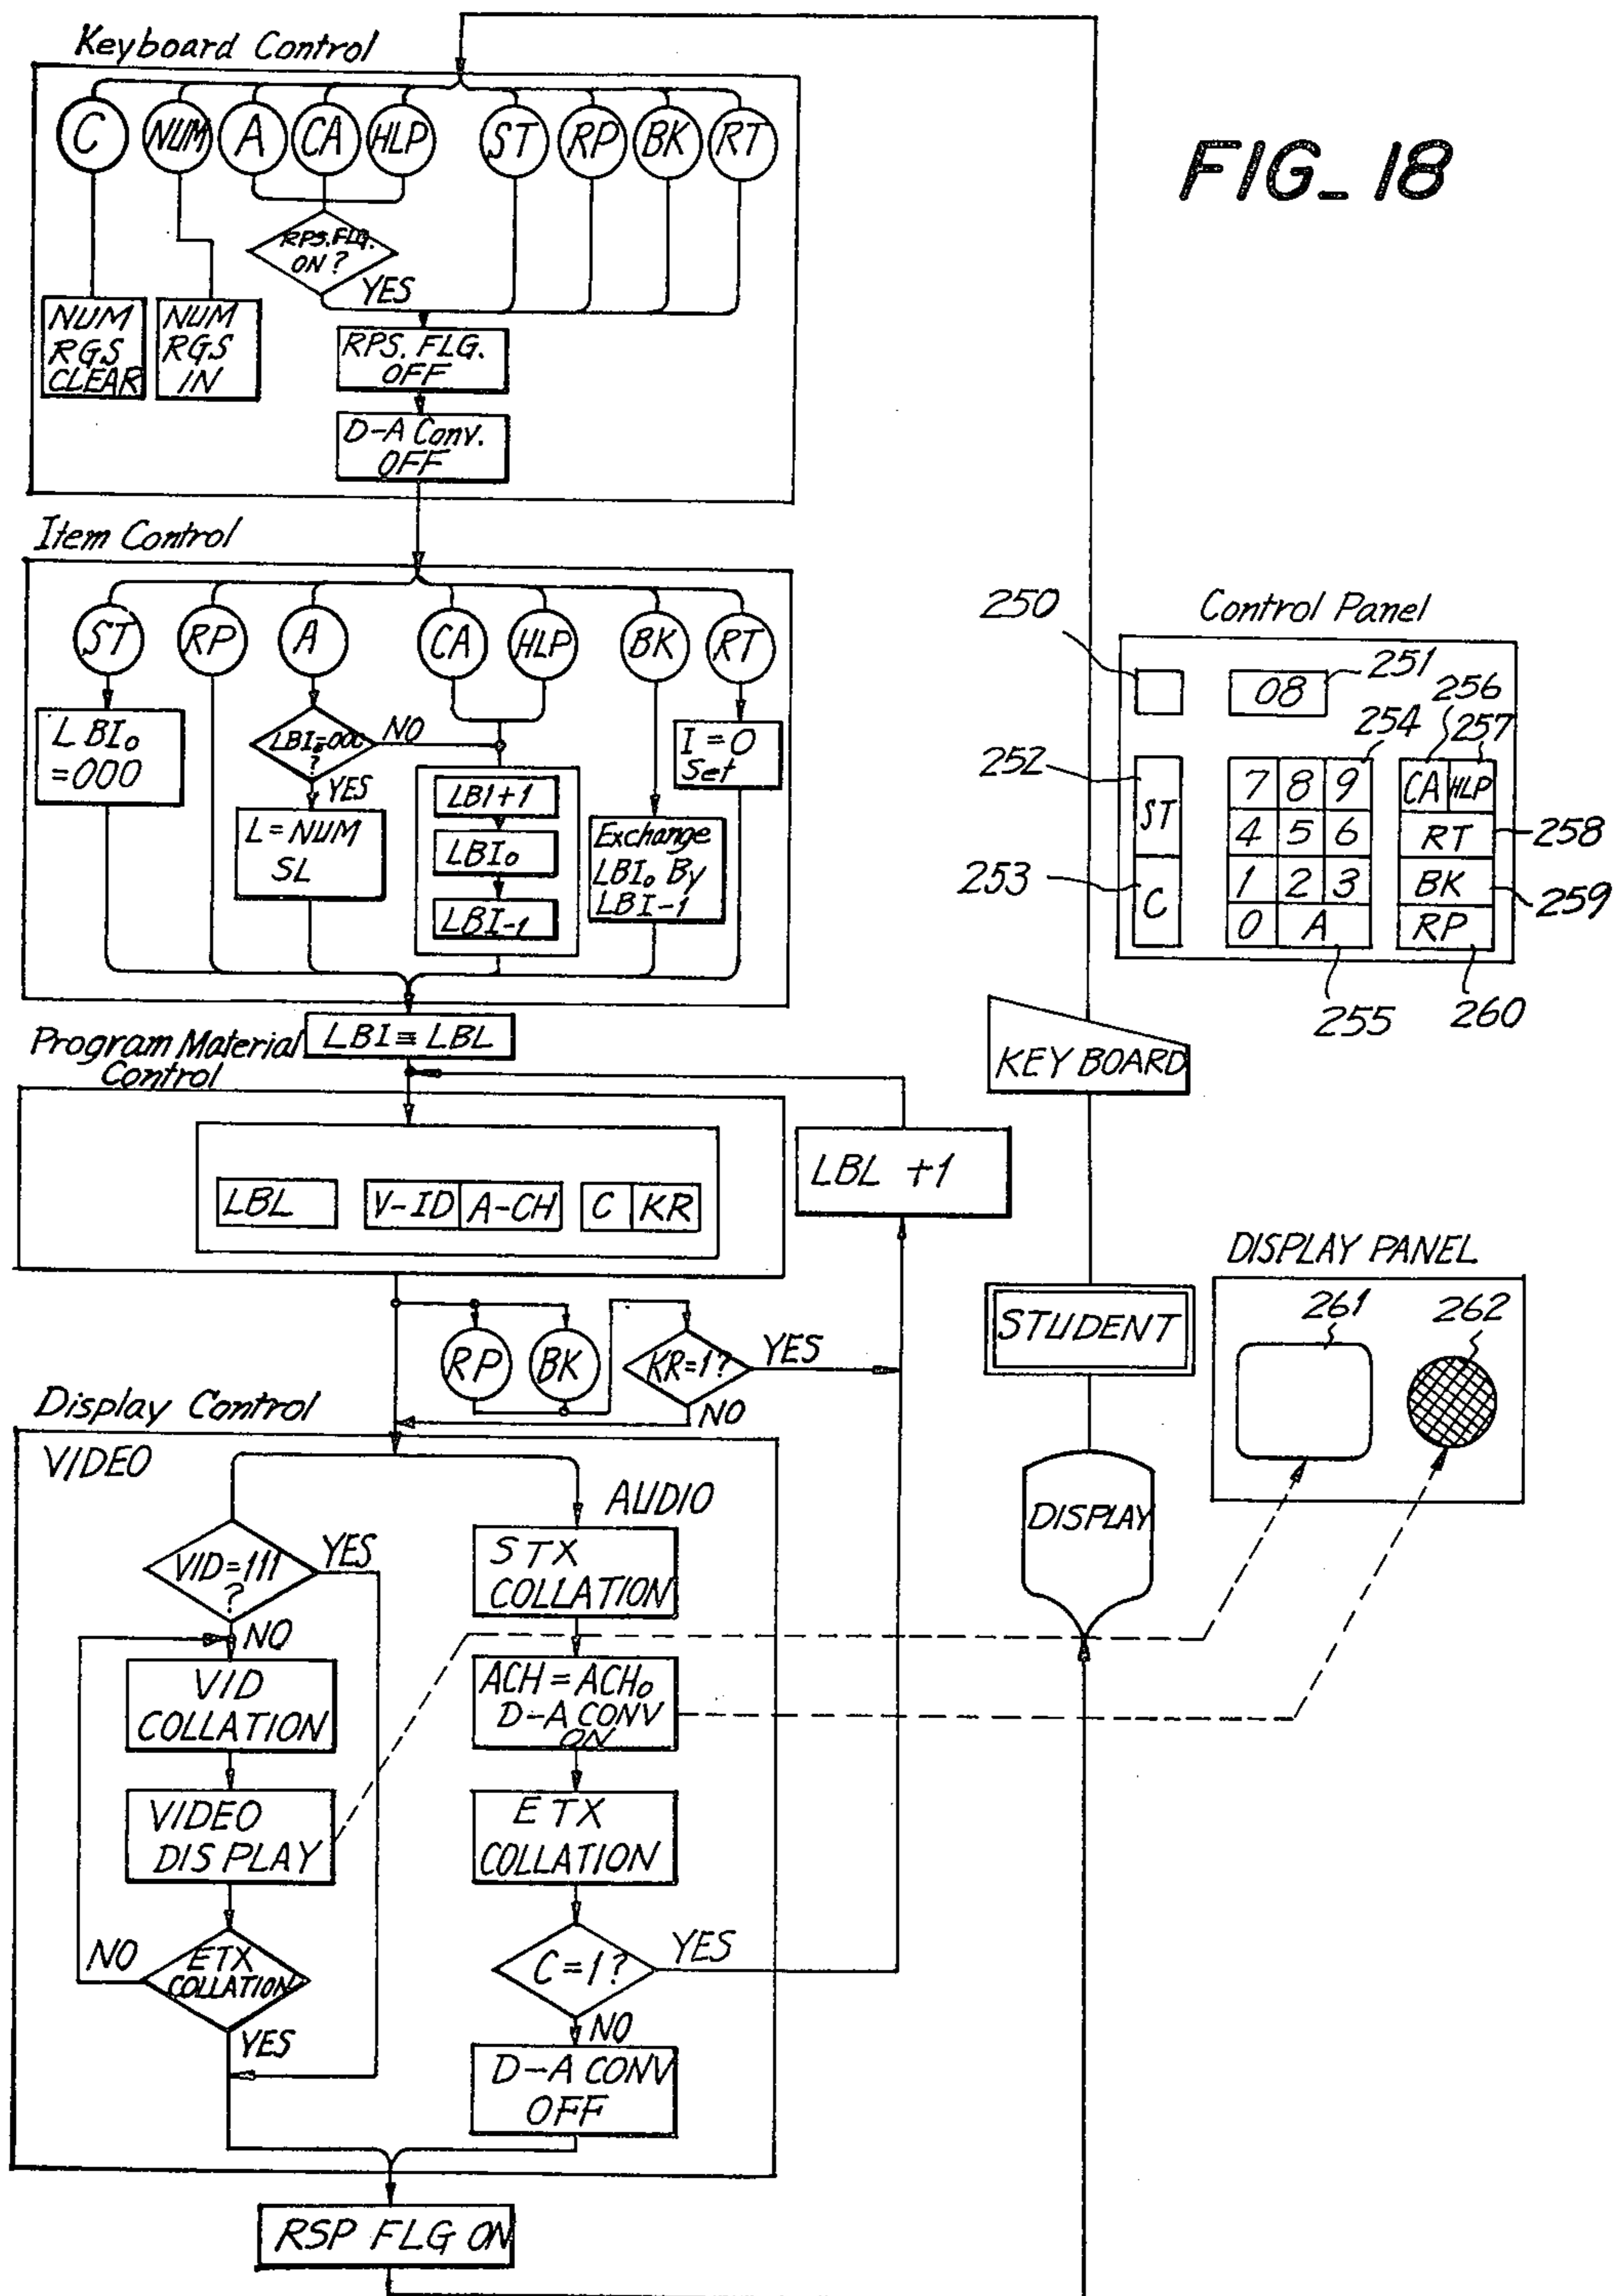 FIG_18
Keyboard Control
C NUM A CA HLP ST RP BK RT
RPS.FLG.
ON?
YES
NUM
RGS
CLEAR
NUM
RGS
IN
RPS. FLG.
OFF
D-A Conv.
OFF
Item Control
ST RP A CA HLP BK RT
LBI₀
=000
LBI₀=000
?
NO
YES
L=NUM
SL
LBI+1
LBI₀
LBI-1
Exchange
LBI₀ By
LBI-1
I=0
Set
LBI≡LBL
Program Material
Control
LBL V-ID A-CH C KR
LBL +1
RP BK KR=1? YES
NO
Display Control
VIDEO
AUDIO
VID=111
?
YES
NO
VID
COLLATION
VIDEO
DISPLAY
ETX
COLLATION
NO
YES
STX
COLLATION
ACH=ACH₀
D-A CONV
ON
ETX
COLLATION
C=1? YES
NO
D-A CONV
OFF
RSP FLG ON
Control Panel
250
08
251
252
ST
253
C
254
7 8 9
4 5 6
1 2 3
0 A
255
256
257
CA HLP
RT
258
BK
259
RP
260
KEY BOARD
STUDENT
DISPLAY
DISPLAY PANEL
261
262